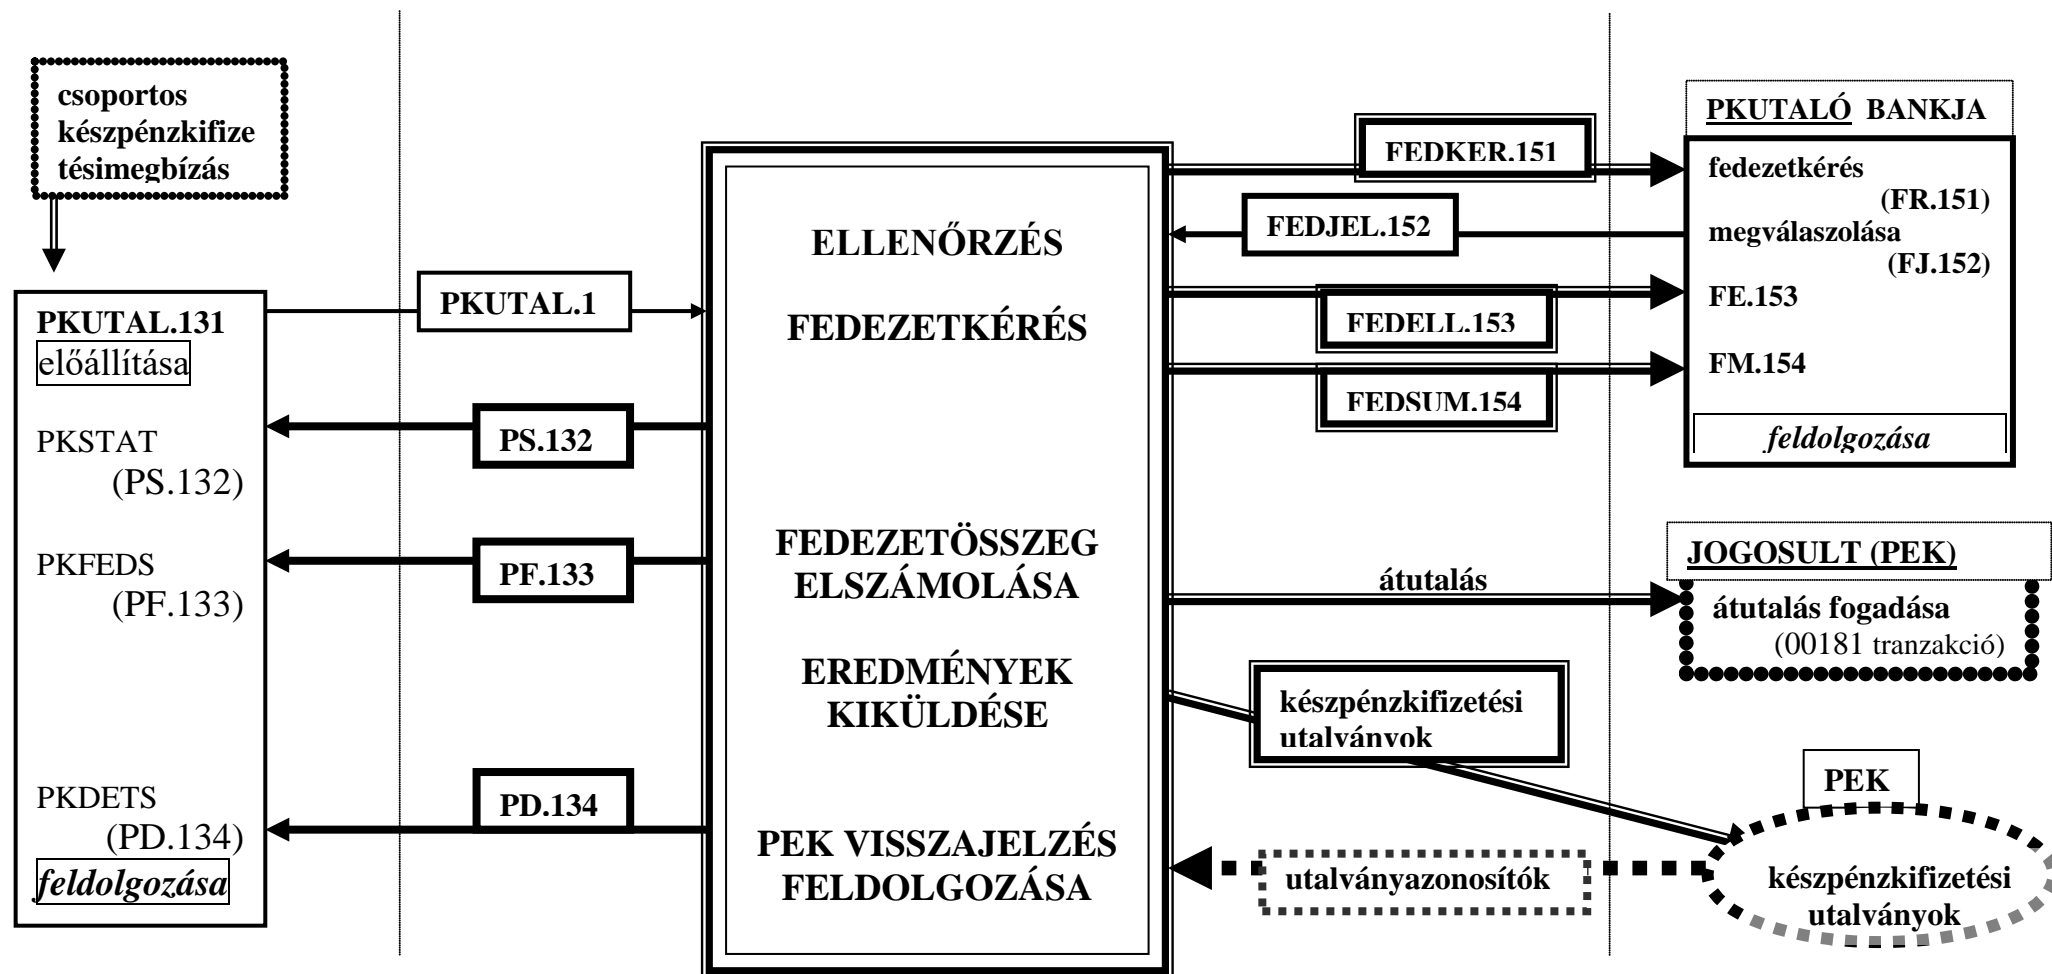 csoportos
készpénzkifize
tésimegbízás
PKUTAL.131
előállítása
PKSTAT
(PS.132)
PKFEDS
(PF.133)
PKDETS
(PD.134)
feldolgozása
PKUTAL.1
PS.132
PF.133
PD.134
ELLENŐRZÉS
FEDEZETKÉRÉS
FEDEZETÖSSZEG
ELSZÁMOLÁSA
EREDMÉNYEK
KIKÜLDÉSE
PEK VISSZAJELZÉS
FELDOLGOZÁSA
FEDKER.151
FEDJEL.152
FEDELL.153
FEDSUM.154
átutalás
készpénzkifizetési
utalványok
utalványazonosítók
PKUTALÓ BANKJA
fedezetkérés
(FR.151)
megválaszolása
(FJ.152)
FE.153
FM.154
feldolgozása
JOGOSULT (PEK)
átutalás fogadása
(00181 tranzakció)
PEK
készpénzkifizetési
utalványok